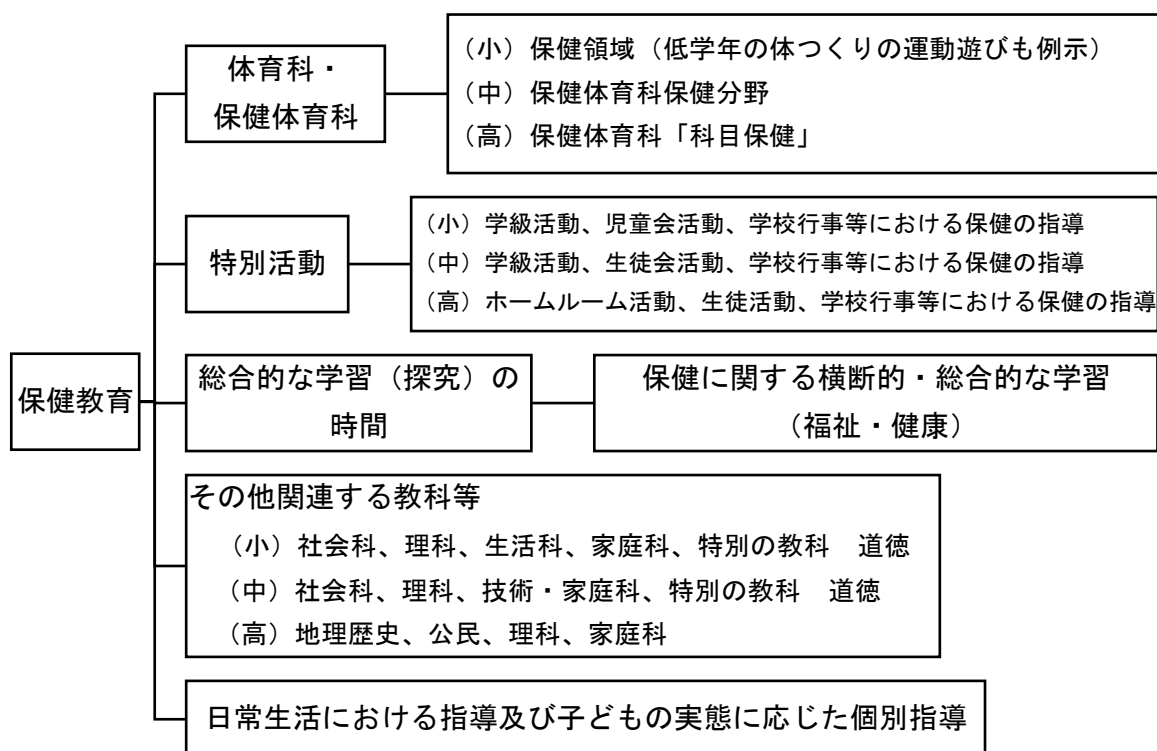 体育科・
保健体育科
（小）保健領域（低学年の体つくりの運動遊びも例示）
（中）保健体育科保健分野
（高）保健体育科「科目保健」
特別活動
（小）学級活動、児童会活動、学校行事等における保健の指導
（中）学級活動、生徒会活動、学校行事等における保健の指導
（高）ホームルーム活動、生徒活動、学校行事等における保健の指導
保健教育
総合的な学習（探究）の
時間
保健に関する横断的・総合的な学習
（福祉・健康）
その他関連する教科等
（小）社会科、理科、生活科、家庭科、特別の教科　道徳
（中）社会科、理科、技術・家庭科、特別の教科　道徳
（高）地理歴史、公民、理科、家庭科
日常生活における指導及び子どもの実態に応じた個別指導